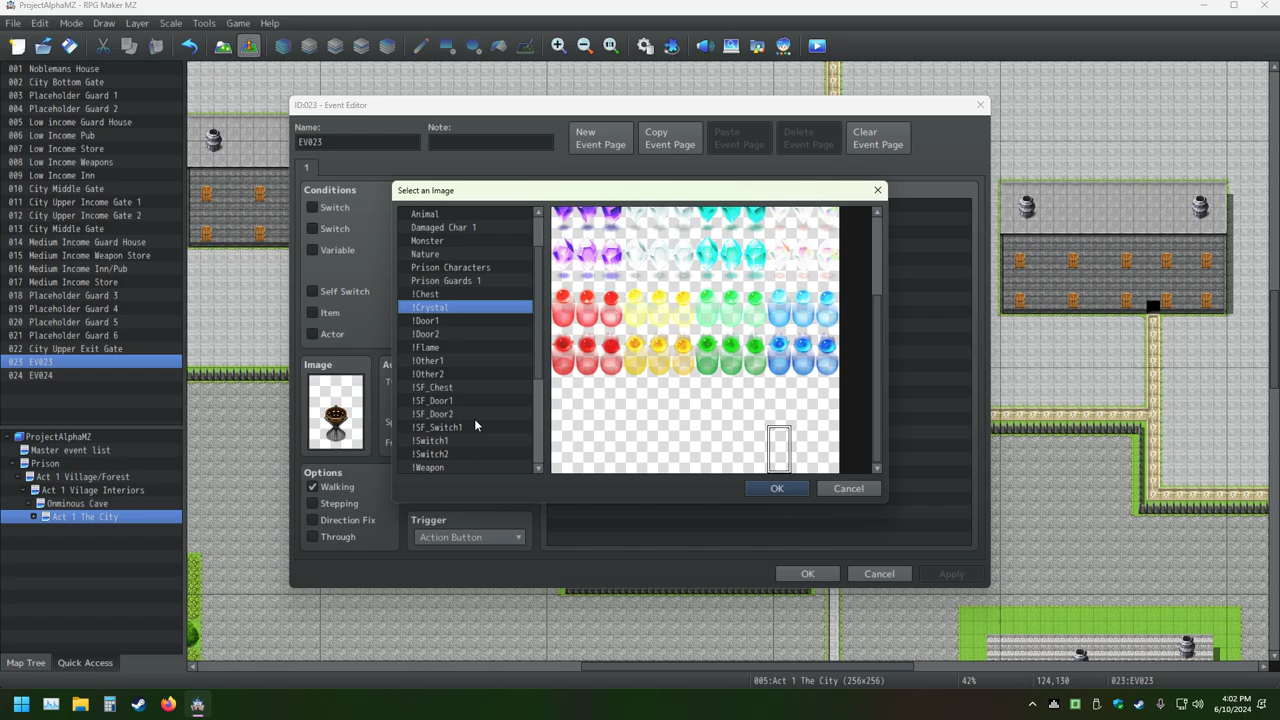 ProjectAlphaMZ - RPG Maker MZ
File Edit Mode Draw Layer Scale Tools Game Help
001 Noblemans House
002 City Bottom Gate
003 Placeholder Guard 1
004 Placeholder Guard 2
005 Low income Guard House
006 Low Income Pub
007 Low Income Store
008 Low Income Weapons
009 Low Income Inn
010 City Middle Gate
011 City Upper Income Gate 1
012 City Upper Income Gate 2
013 City Middle Gate
014 Medium Income Guard House
015 Medium Income Weapon Store
016 Medium Income Inn/Pub
017 Medium Income Store
018 Placeholder Guard 3
019 Placeholder Guard 4
020 Placeholder Guard 5
021 Placeholder Guard 6
022 City Upper Exit Gate
023 EV023
024 EV024
ProjectAlphaMZ
Master event list
Prison
Act 1 Village/Forest
Act 1 Vilage Interiors
Onminous Cave
Act 1 The City
Map Tree Quick Access
ID:023 - Event Editor
Name:
EV023
Note:
New
Event Page
Copy
Event Page
Paste
Event Page
Delete
Event Page
Clear
Event Page
1
Conditions
Switch
Switch
Variable
Self Switch
Item
Actor
Image
Options
Walking
Stepping
Direction Fix
Through
Trigger
Action Button
OK Cancel Apply
Select an Image
Animal
Damaged Char 1
Monster
Nature
Prison Characters
Prison Guards 1
!Chest
!Crystal
!Door1
!Door2
!Flame
!Other1
!Other2
!SF_Chest
!SF_Door1
!SF_Door2
!SF_Switch1
!Switch1
!Switch2
!Weapon
OK Cancel
005:Act 1 The City (256x256) 42% 124,130 023:EV023
4:02 PM
6/10/2024